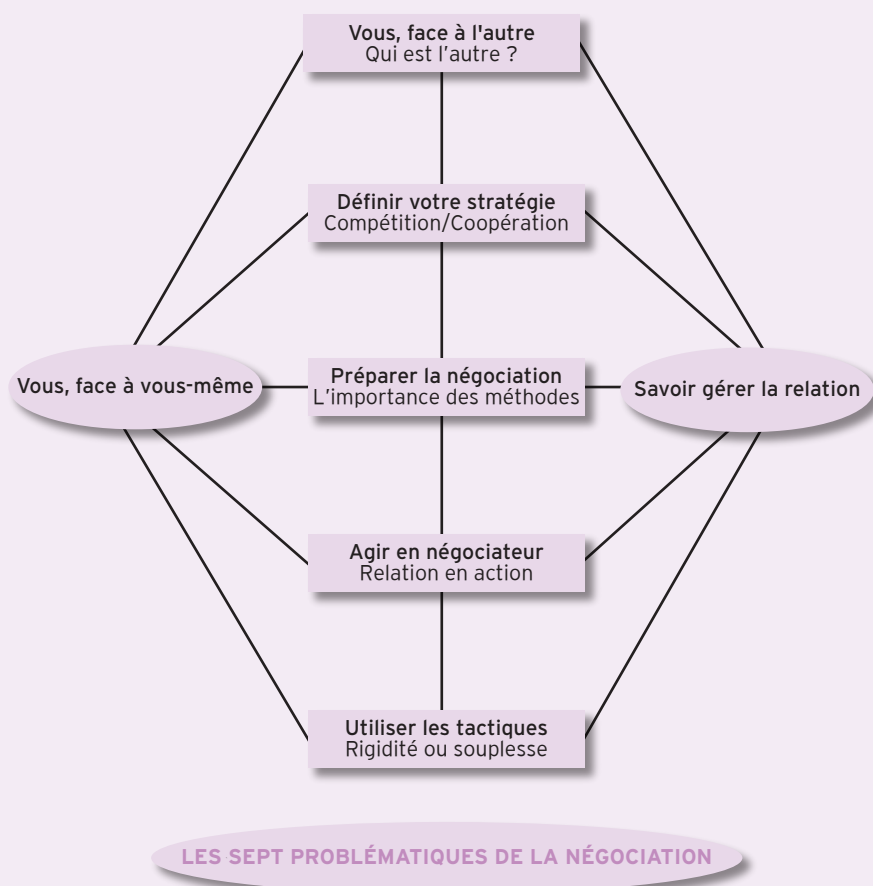 Vous, face à l'autre
Qui est l'autre ?
Définir votre stratégie
Compétition/Coopération
Vous, face à vous-même
Préparer la négociation
L'importance des méthodes
Savoir gérer la relation
Agir en négociateur
Relation en action
Utiliser les tactiques
Rigidité ou souplesse
LES SEPT PROBLÉMATIQUES DE LA NÉGOCIATION